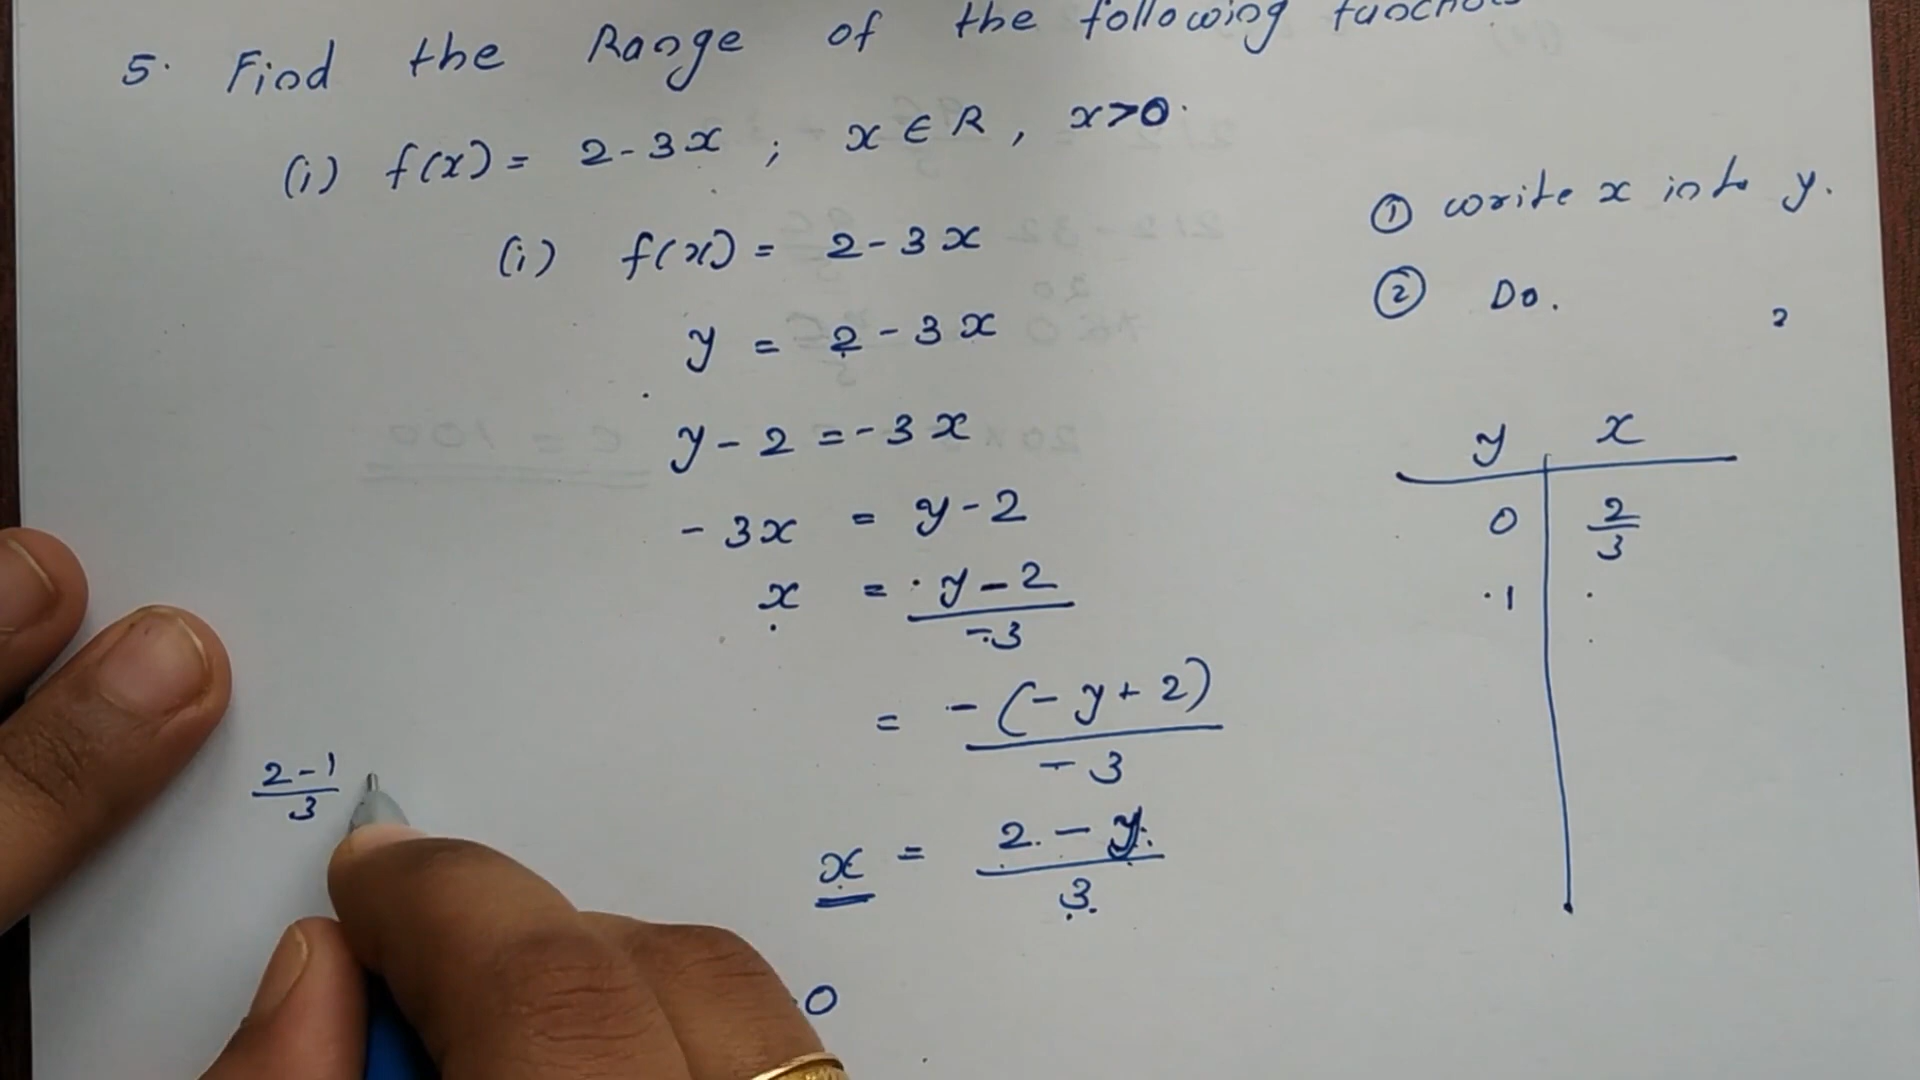 5. Find the Range of the following
(i) f(x) = 2-3x ; x ∈ R , x>0.
(i) f(x) = 2-3x
y = 2-3x
y-2 = -3x
-3x = y-2
x = y-2/-3
= -(-y+2)/-3
x = 2-y/3
0
2-1/3
① write x into y.
② Do.
y | x
0 | 2/3
1